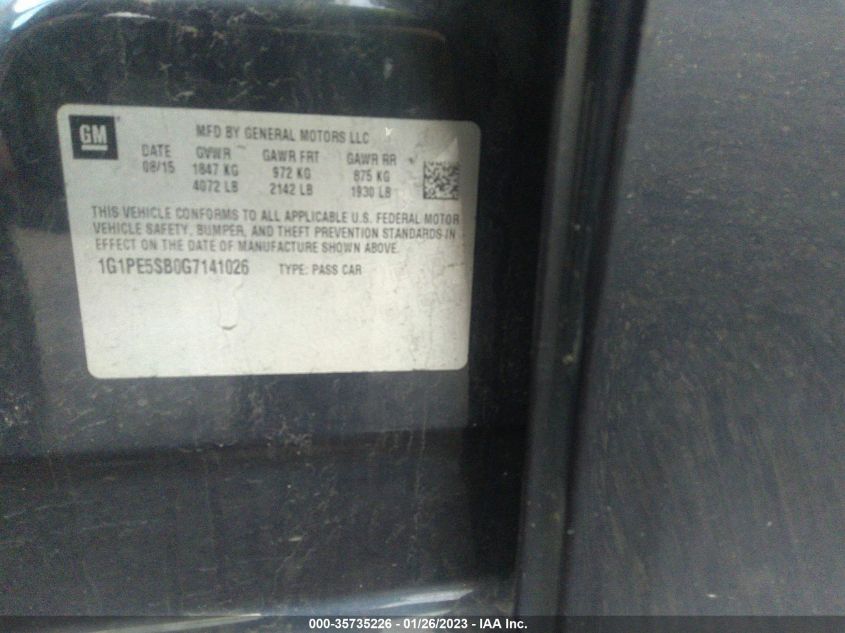 GM
MFD BY GENERAL MOTORS LLC
DATE GVWR GAWR FRT GAWR RR
08/15 1847 KG 972 KG 875 KG
4072 LB 2142 LB 1930 LB
THIS VEHICLE CONFORMS TO ALL APPLICABLE U.S. FEDERAL MOTOR
VEHICLE SAFETY, BUMPER, AND THEFT PREVENTION STANDARDS IN
EFFECT ON THE DATE OF MANUFACTURE SHOWN ABOVE.
1G1PE5SB0G7141026 TYPE: PASS CAR
000-35735226 - 01/26/2023 - IAA Inc.